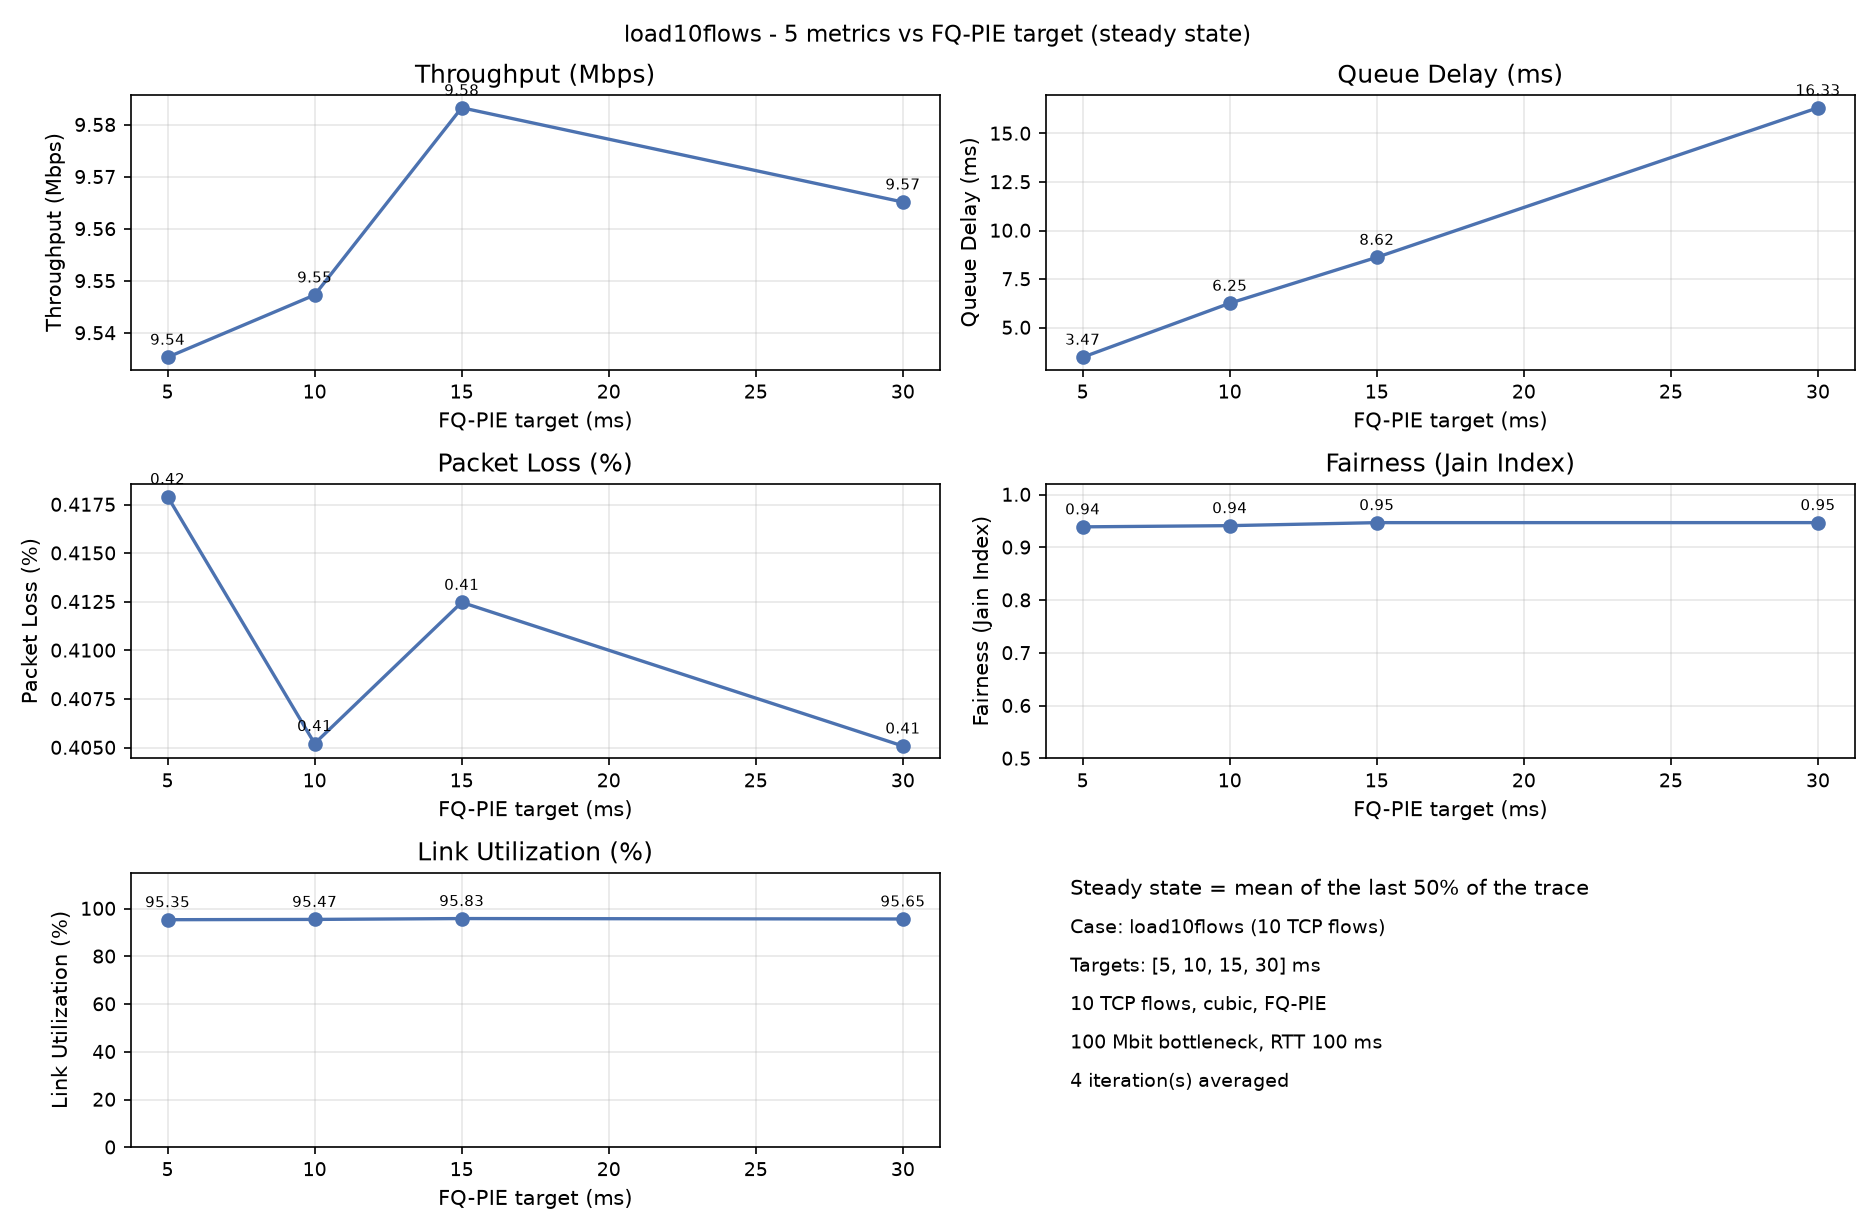 load10flows - 5 metrics vs FQ-PIE target (steady state)
Throughput (Mbps)
Throughput (Mbps)
9.58
9.57
9.56
9.55
9.54
9.54
9.55
9.58
9.57
5 10 15 20 25 30
FQ-PIE target (ms)
Queue Delay (ms)
Queue Delay (ms)
15.0
12.5
10.0
7.5
5.0
3.47
6.25
8.62
16.33
5 10 15 20 25 30
FQ-PIE target (ms)
Packet Loss (%)
Packet Loss (%)
0.4175
0.4150
0.4125
0.4100
0.4075
0.4050
0.42
0.41
0.41
0.41
5 10 15 20 25 30
FQ-PIE target (ms)
Fairness (Jain Index)
Fairness (Jain Index)
1.0
0.9
0.8
0.7
0.6
0.5
0.94
0.94
0.95
0.95
5 10 15 20 25 30
FQ-PIE target (ms)
Link Utilization (%)
Link Utilization (%)
100
80
60
40
20
0
95.35
95.47
95.83
95.65
5 10 15 20 25 30
FQ-PIE target (ms)
Steady state = mean of the last 50% of the trace
Case: load10flows (10 TCP flows)
Targets: [5, 10, 15, 30] ms
10 TCP flows, cubic, FQ-PIE
100 Mbit bottleneck, RTT 100 ms
4 iteration(s) averaged